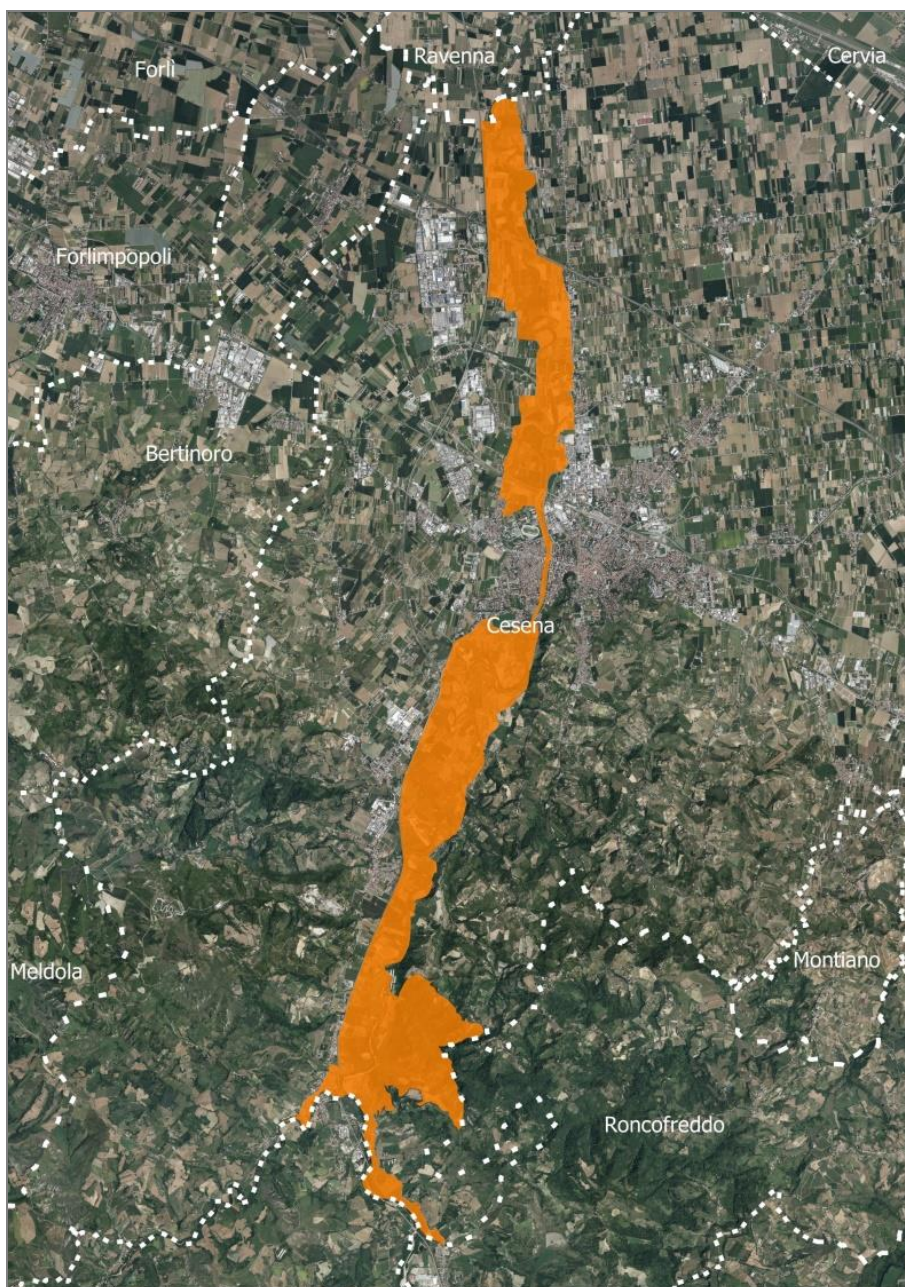 Ravenna
Cervia
Forlì
Forlimpopoli
Bertinoro
Cesena
Meldola
Montiano
Roncofreddo